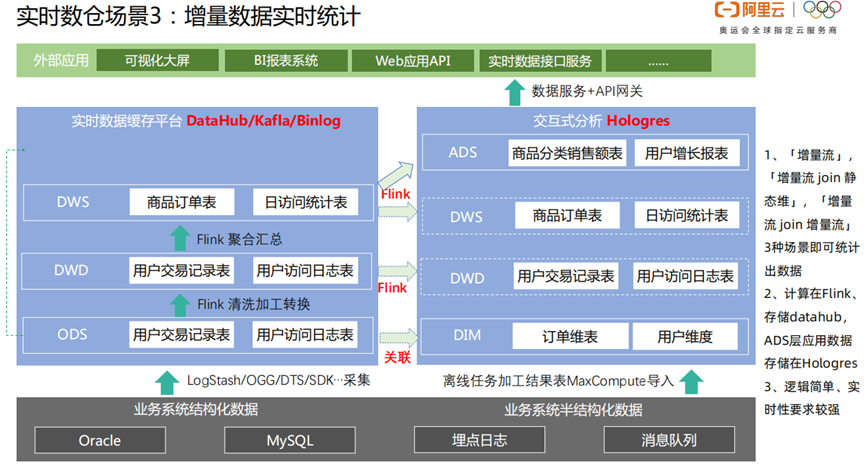 实时数仓场景3：增量数据实时统计
阿里云
奥运会全球指定云服务商
外部应用
可视化大屏
BI报表系统
Web应用API
实时数据接口服务
......
数据服务+API网关
实时数据缓存平台 DataHub/Kafla/Binlog
DWS
商品订单表
日访问统计表
Flink 聚合汇总
DWD
用户交易记录表
用户访问日志表
Flink 清洗加工转换
ODS
用户交易记录表
用户访问日志表
Flink
Flink
关联
交互式分析 Hologres
ADS
商品分类销售额表
用户增长报表
DWS
商品订单表
日访问统计表
DWD
用户交易记录表
用户访问日志表
DIM
订单维表
用户维度
LogStash/OGG/DTS/SDK…采集
离线任务加工结果表MaxCompute导入
业务系统结构化数据
Oracle
MySQL
业务系统半结构化数据
埋点日志
消息队列
1、「增量流」，
「增量流 join 静
态维」，「增量
流 join 增量流」
3种场景即可统计
出数据
2、计算在Flink、
存储datahub，
ADS层应用数据
存储在Hologres
3、逻辑简单、实
时性要求较强